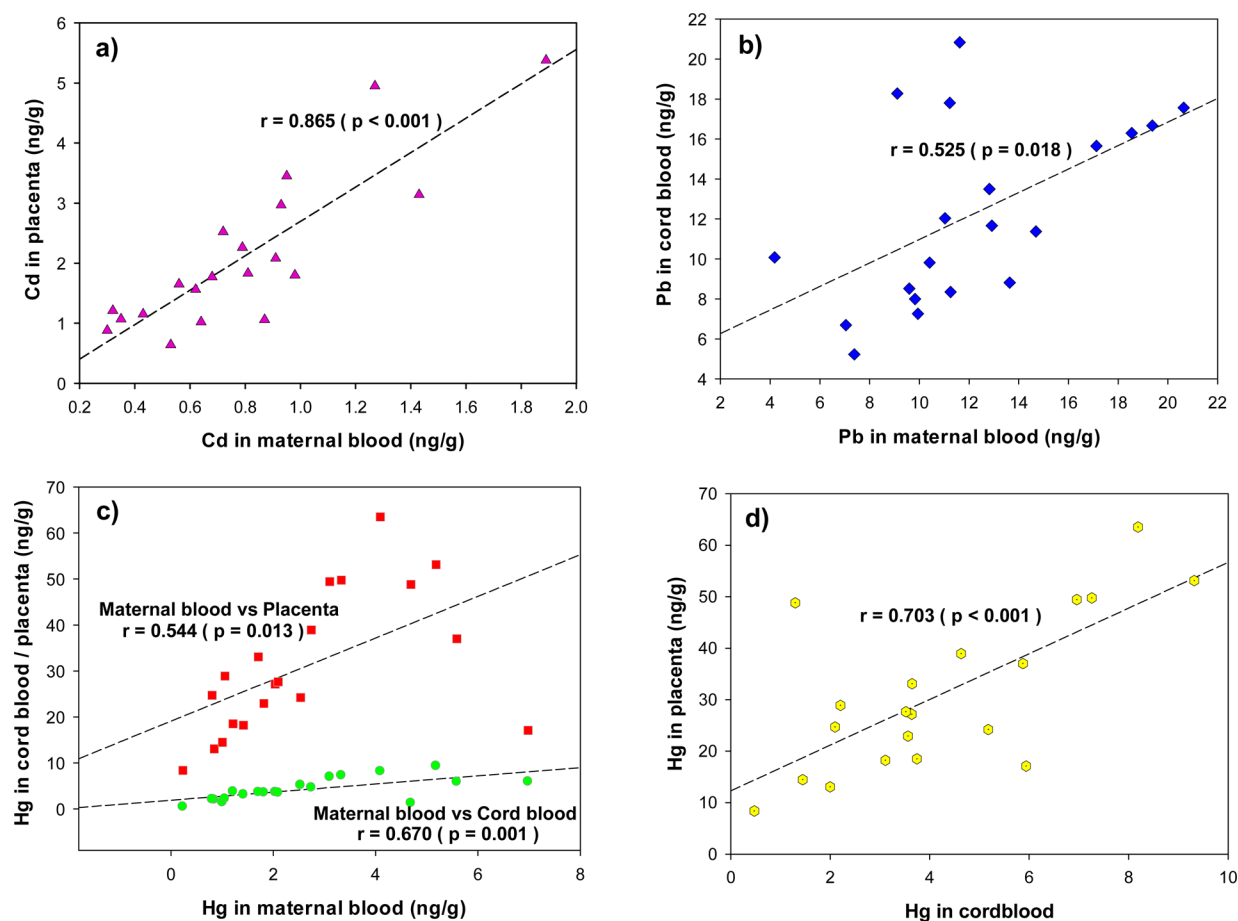 a)
r = 0.865 ( p < 0.001 )
Cd in placenta (ng/g)
6
5
4
3
2
1
0
0.2 0.4 0.6 0.8 1.0 1.2 1.4 1.6 1.8 2.0
Cd in maternal blood (ng/g)
b)
r = 0.525 ( p = 0.018 )
Pb in cord blood (ng/g)
22
20
18
16
14
12
10
8
6
4
2 4 6 8 10 12 14 16 18 20 22
Pb in maternal blood (ng/g)
c)
Maternal blood vs Placenta
r = 0.544 ( p = 0.013 )
Maternal blood vs Cord blood
r = 0.670 ( p = 0.001 )
Hg in cord blood / placenta (ng/g)
70
60
50
40
30
20
10
0
0 2 4 6 8
Hg in maternal blood (ng/g)
d)
r = 0.703 ( p < 0.001 )
Hg in placenta (ng/g)
70
60
50
40
30
20
10
0
0 2 4 6 8 10
Hg in cordblood